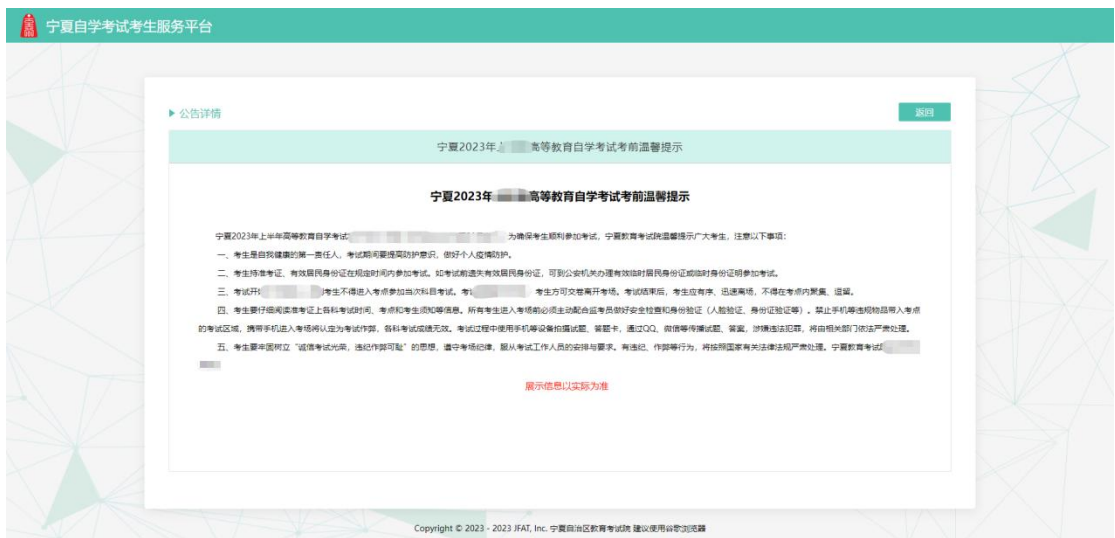 宁夏自学考试考生服务平台
公告详情
返回
宁夏2023年上 高等教育自学考试考前温馨提示
宁夏2023年 高等教育自学考试考前温馨提示
宁夏2023年上半年高等教育自学考试 为确保考生顺利参加考试，宁夏教育考试院温馨提示广大考生，注意以下事项：
一、考生是自我健康的第一责任人，考试期间要提高防护意识，做好个人疫情防护。
二、考生持准考证、有效居民身份证在规定时间内参加考试。如考试前遗失有效居民身份证，可到公安机关办理有效临时居民身份证或临时身份证明参加考试。
三、考试开 考生不得进入考点参加当次科目考试。考 ，考生方可交卷离开考场。考试结束后，考生应有序、迅速离场，不得在考点内聚集、逗留。
四、考生要仔细阅读准考证上各科考试时间、考点和考生须知等信息。所有考生进入考场前必须主动配合监考员做好安全检查和身份验证（人脸验证、身份证验证等）。禁止手机等违规物品带入考点
的考试区域，携带手机进入考场将认定为考试作弊，各科考试成绩无效。考试过程中使用手机等设备拍摄试题、答题卡，通过QQ、微信等传播试题、答案，涉嫌违法犯罪，将由相关部门依法严肃处理。
五、考生要牢固树立“诚信考试光荣，违纪作弊可耻”的思想，遵守考场纪律，服从考试工作人员的安排与要求。有违纪、作弊等行为，将按照国家有关法律法规严肃处理。宁夏教育考试
展示信息以实际为准
Copyright © 2023 - 2023 JFAT, Inc. 宁夏自治区教育考试院 建议使用谷歌浏览器